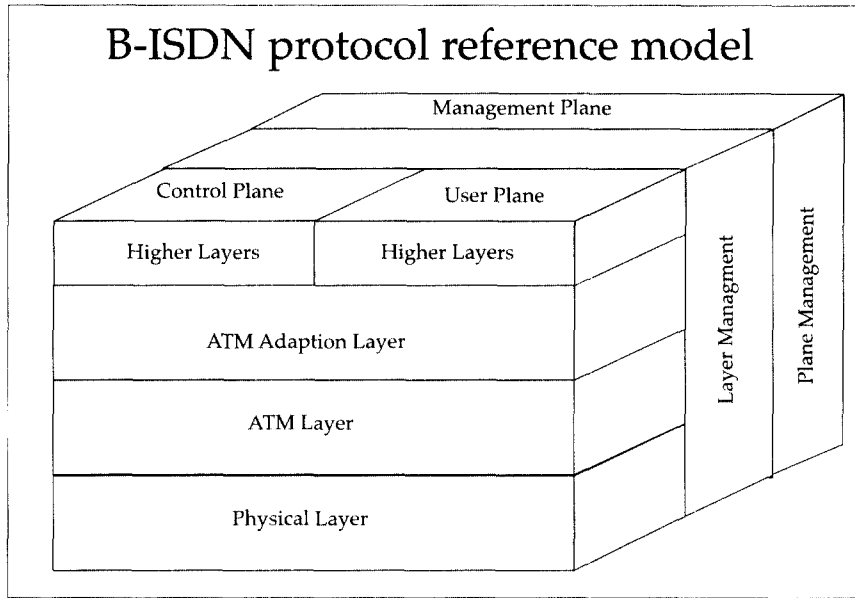 B-ISDN protocol reference model
Management Plane
Control Plane
User Plane
Higher Layers
Higher Layers
ATM Adaption Layer
ATM Layer
Physical Layer
Layer Managment
Plane Management